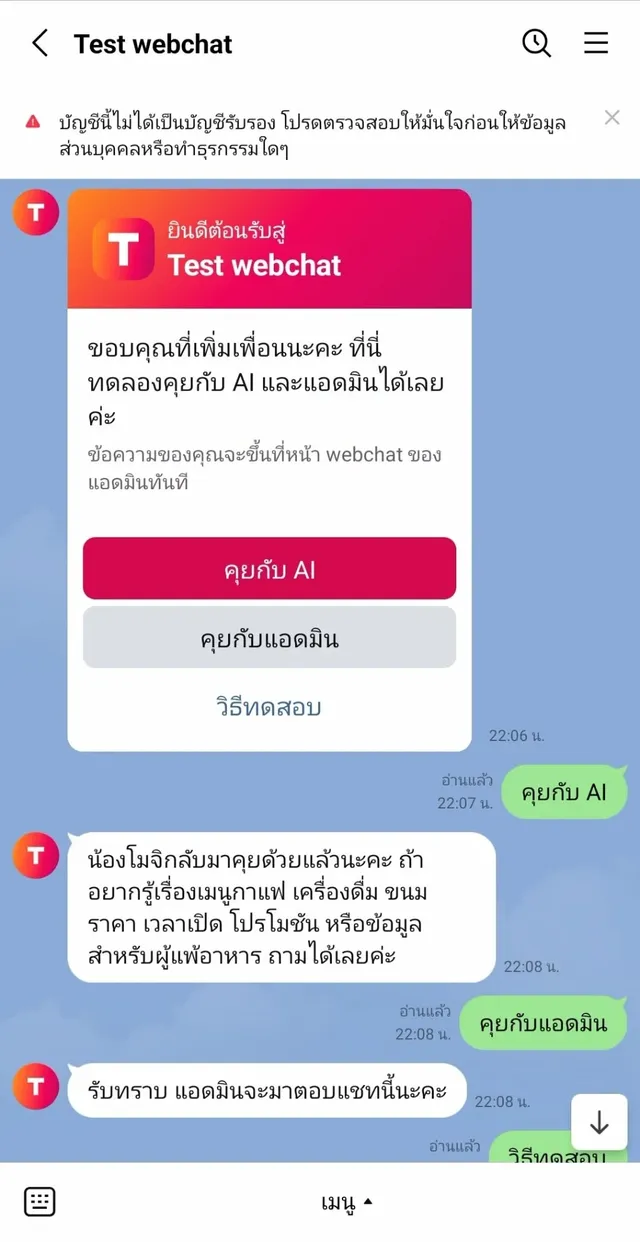 Test webchat
บัญชีนี้ไม่ได้เป็นบัญชีรับรอง โปรดตรวจสอบให้มั่นใจก่อนให้ข้อมูล
ส่วนบุคคลหรือทำธุรกรรมใดๆ
T
T
ยินดีต้อนรับสู่
Test webchat
ขอบคุณที่เพิ่มเพื่อนนะคะ ที่นี่
ทดลองคุยกับ AI และแอดมินได้เลย
ค่ะ
ข้อความของคุณจะขึ้นที่หน้า webchat ของ
แอดมินทันที
คุยกับ AI
คุยกับแอดมิน
วิธีทดสอบ
22:06 น.
อ่านแล้ว
22:07 น.
คุยกับ AI
T
น้องโมจิกลับมาคุยด้วยแล้วนะคะ ถ้า
อยากรู้เรื่องเมนูกาแฟ เครื่องดื่ม ขนม
ราคา เวลาเปิด โปรโมชัน หรือข้อมูล
สำหรับผู้แพ้อาหาร ถามได้เลยค่ะ
22:08 น.
อ่านแล้ว
22:08 น.
คุยกับแอดมิน
T
รับทราบ แอดมินจะมาตอบแชทนี้นะคะ
22:08 น.
อ่านแล้ว
วิธีทดสอบ
เมนู